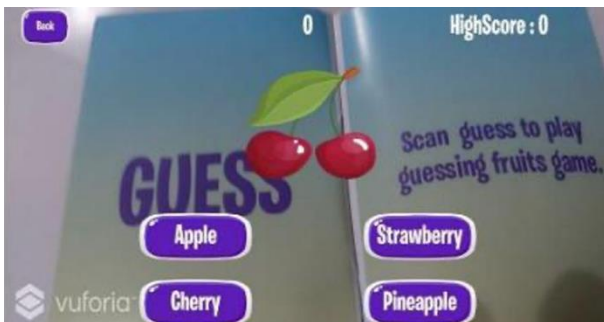 Back
0
HighScore : 0
GUESS
Scan guess to play
guessing fruits game.
Apple
Strawberry
Cherry
Pineapple
vuforia